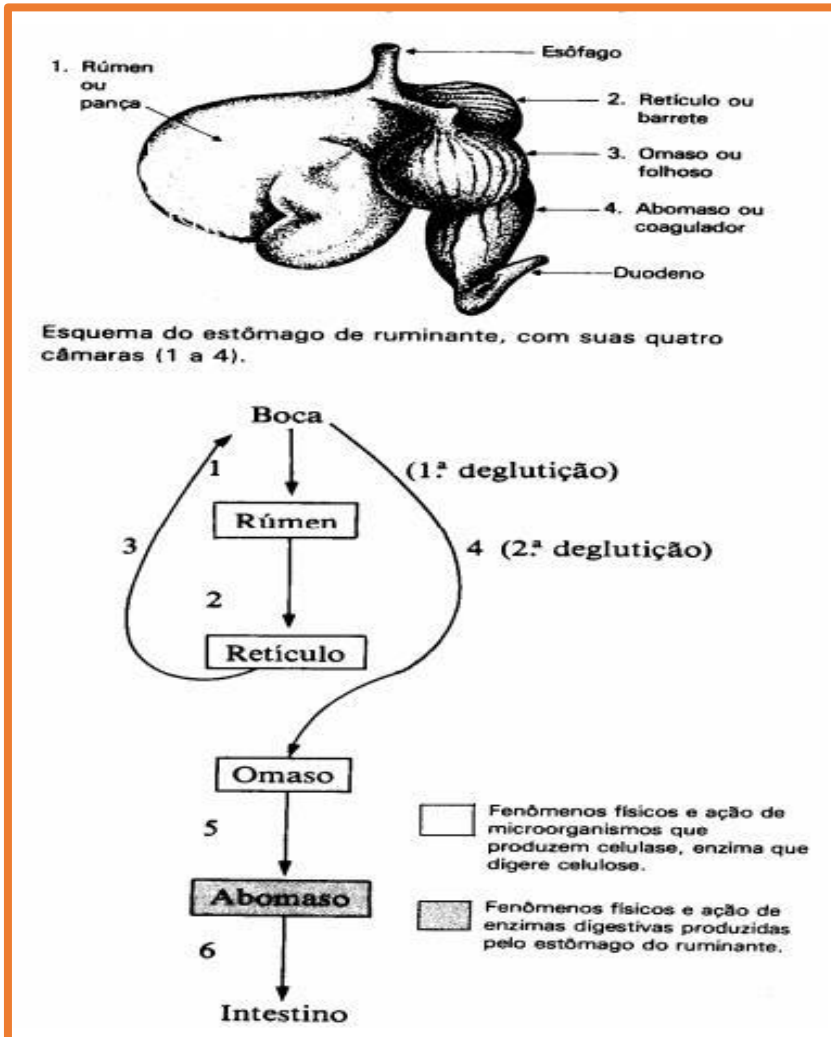 Esôfago
1. Rúmen
ou
pança
2. Retículo ou
barrete
3. Omaso ou
folhoso
4. Abomaso ou
coagulador
Duodeno
Esquema do estômago de ruminante, com suas quatro
câmaras (1 a 4).
Boca
1
(1.ª deglutição)
Rúmen
3
4 (2.ª deglutição)
2
Retículo
Omaso
5
Fenômenos físicos e ação de
microorganismos que
produzem celulase, enzima que
digere celulose.
Abomaso
Fenômenos físicos e ação de
enzimas digestivas produzidas
pelo estômago do ruminante.
6
Intestino